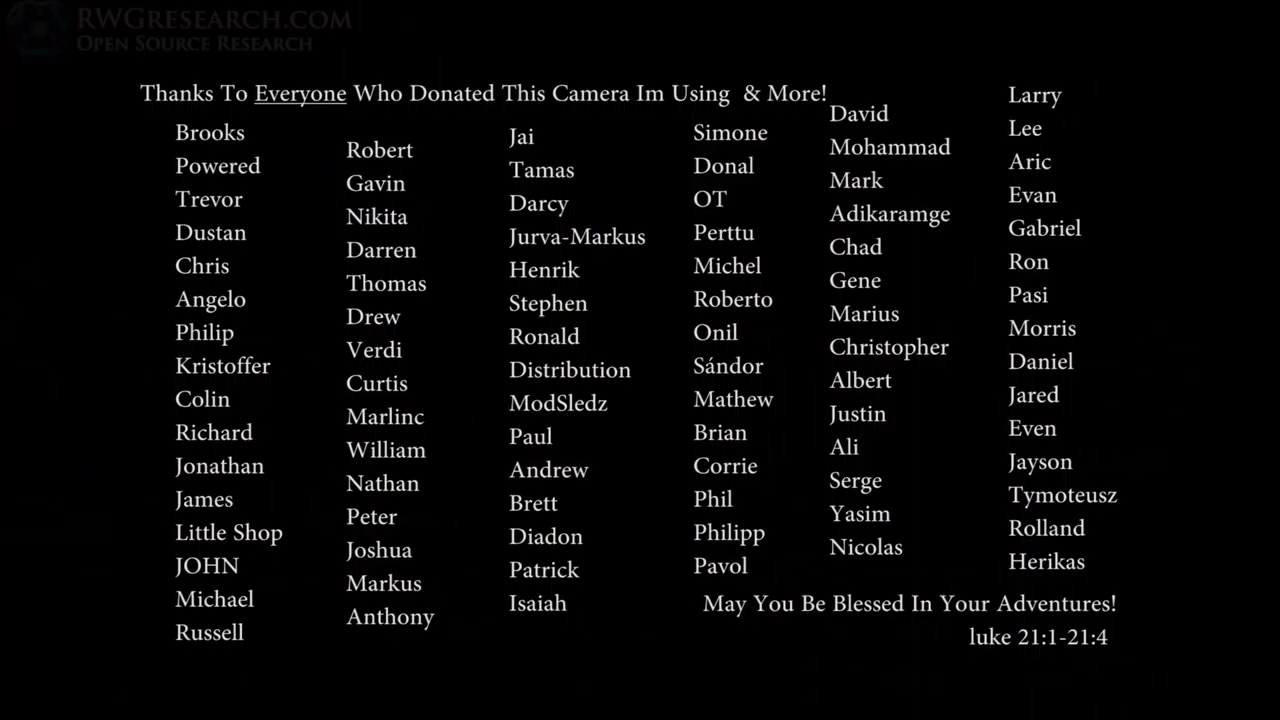 RWGresearch.com
Open Source Research
Thanks To Everyone Who Donated This Camera Im Using & More!
Brooks
Powered
Trevor
Dustan
Chris
Angelo
Philip
Kristoffer
Colin
Richard
Jonathan
James
Little Shop
JOHN
Michael
Russell
Robert
Gavin
Nikita
Darren
Thomas
Drew
Verdi
Curtis
Marlinc
William
Nathan
Peter
Joshua
Markus
Anthony
Jai
Tamas
Darcy
Jurva-Markus
Henrik
Stephen
Ronald
Distribution
ModSledz
Paul
Andrew
Brett
Diadon
Patrick
Isaiah
Simone
Donal
OT
Perttu
Michel
Roberto
Onil
Sándor
Mathew
Brian
Corrie
Phil
Philipp
Pavol
David
Mohammad
Mark
Adikaramge
Chad
Gene
Marius
Christopher
Albert
Justin
Ali
Serge
Yasim
Nicolas
Larry
Lee
Aric
Evan
Gabriel
Ron
Pasi
Morris
Daniel
Jared
Even
Jayson
Tymoteusz
Rolland
Herikas
May You Be Blessed In Your Adventures!
luke 21:1-21:4